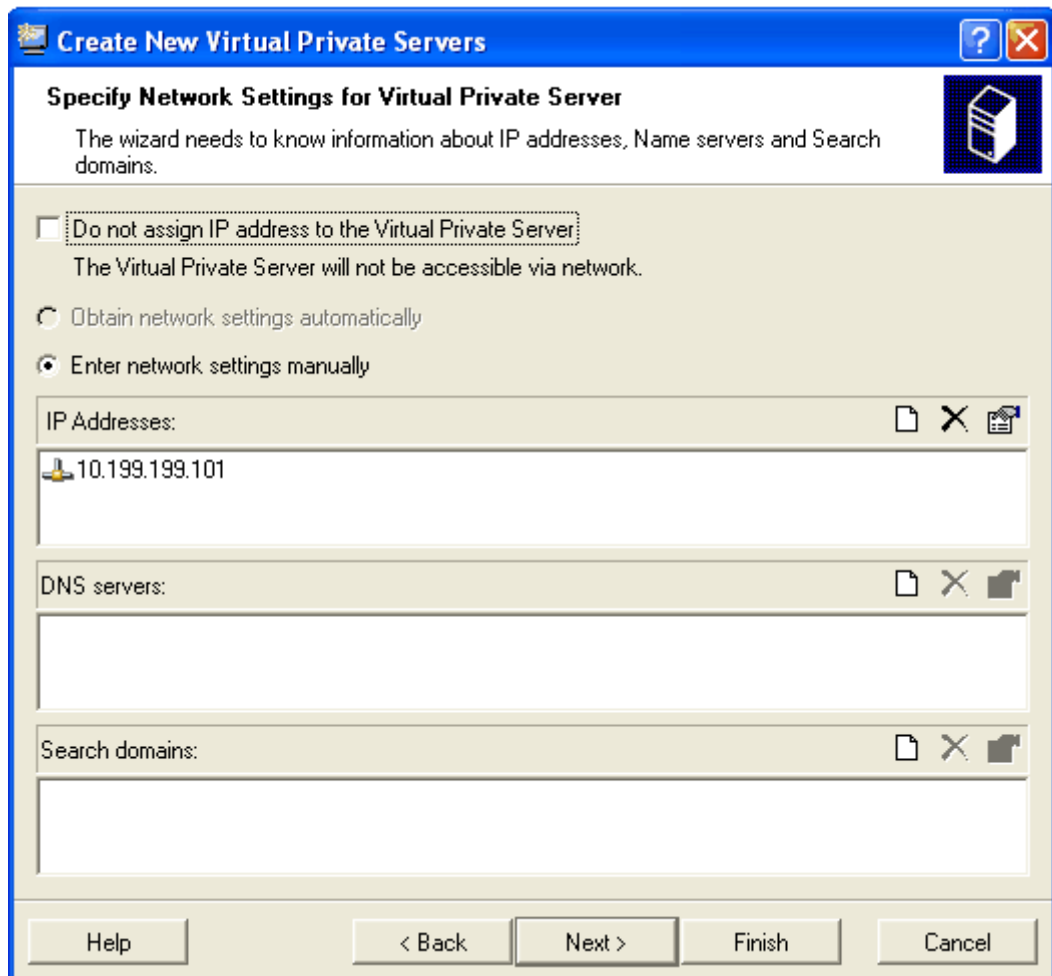 Create New Virtual Private Servers
Specify Network Settings for Virtual Private Server
The wizard needs to know information about IP addresses, Name servers and Search
domains.
Do not assign IP address to the Virtual Private Server
The Virtual Private Server will not be accessible via network.
Obtain network settings automatically
Enter network settings manually
IP Addresses:
10.199.199.101
DNS servers:
Search domains:
Help < Back Next > Finish Cancel